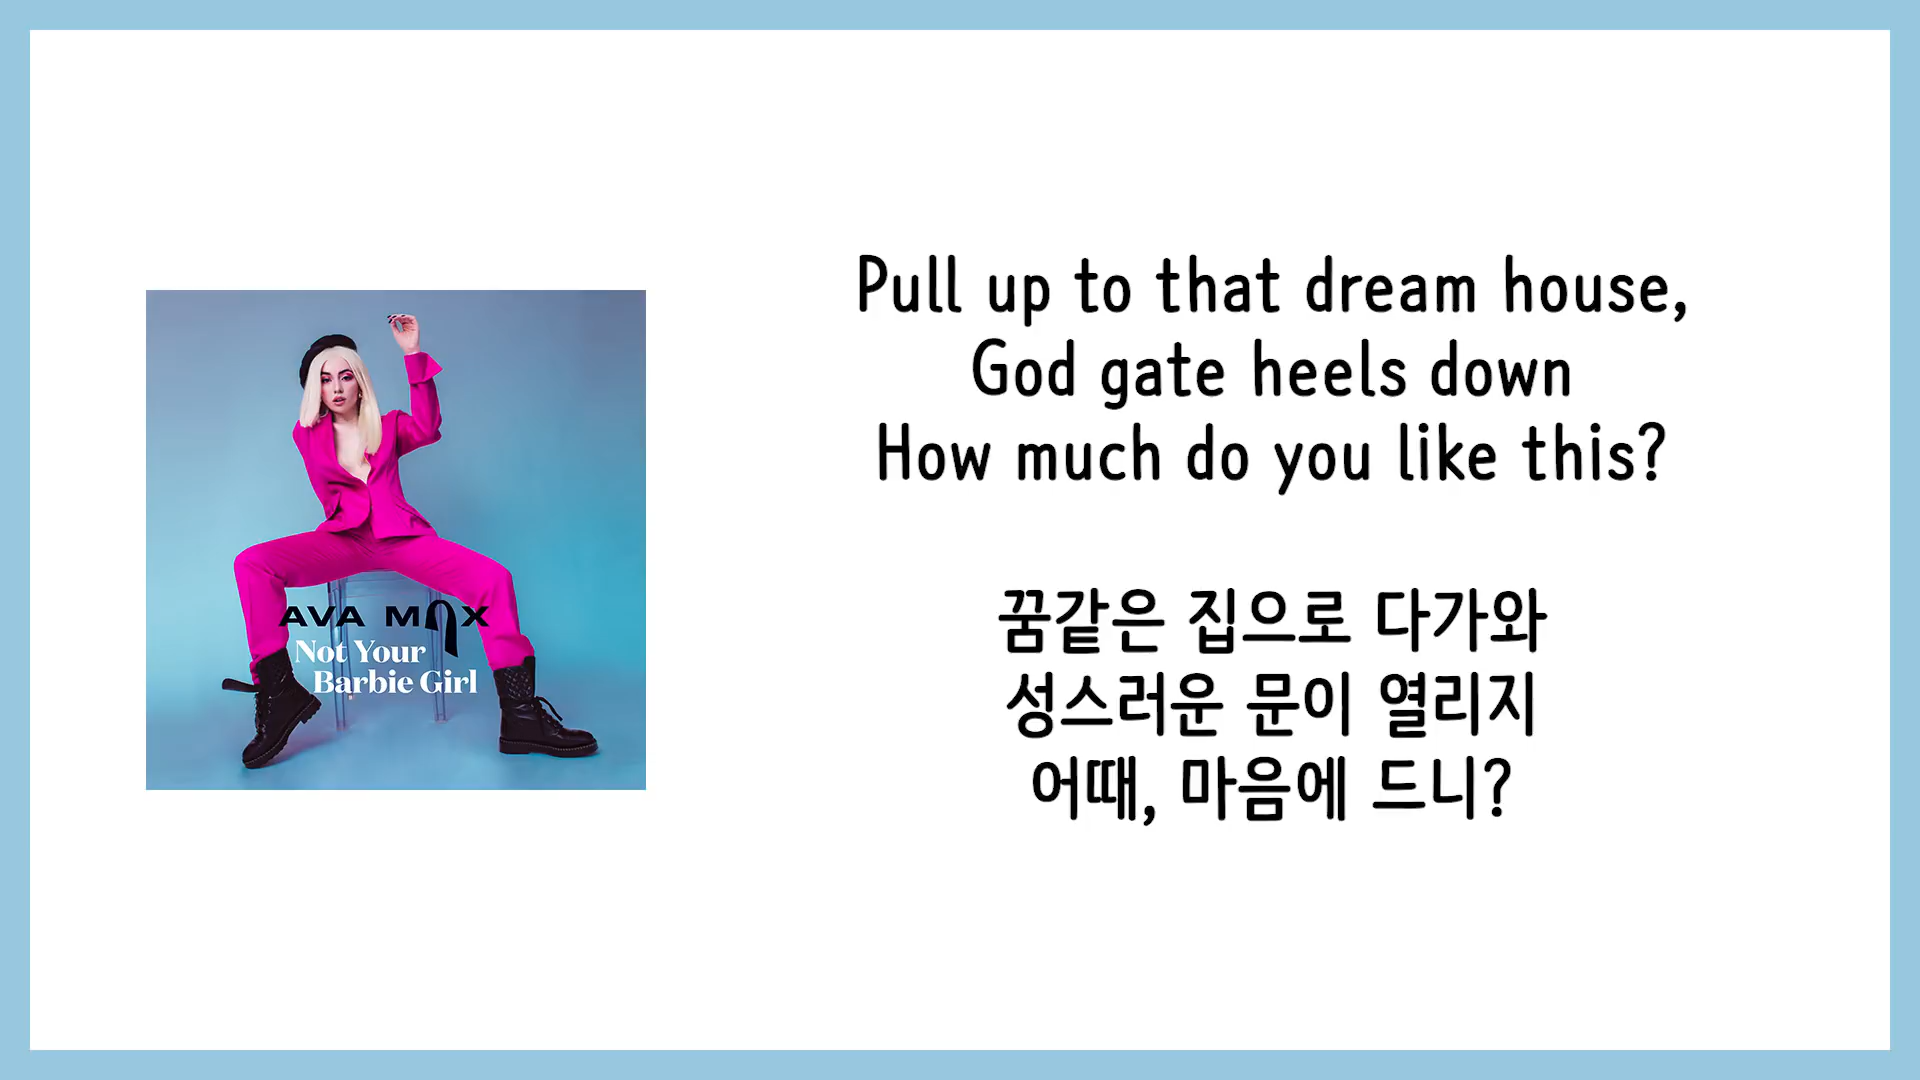 AVA MAX
Not Your
Barbie Girl
Pull up to that dream house,
God gate heels down
How much do you like this?
꿈같은 집으로 다가와
성스러운 문이 열리지
어때, 마음에 드니?